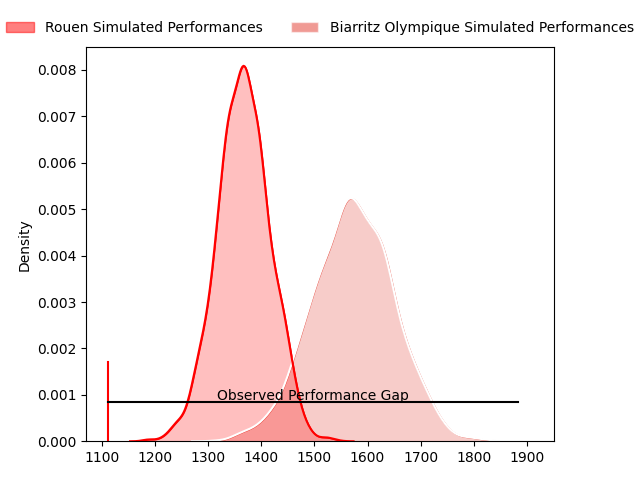 Rouen Simulated Performances
Biarritz Olympique Simulated Performances
0.008
0.007
0.006
0.005
0.004
0.003
0.002
0.001
0.000
Density
Observed Performance Gap
1100 1200 1300 1400 1500 1600 1700 1800 1900